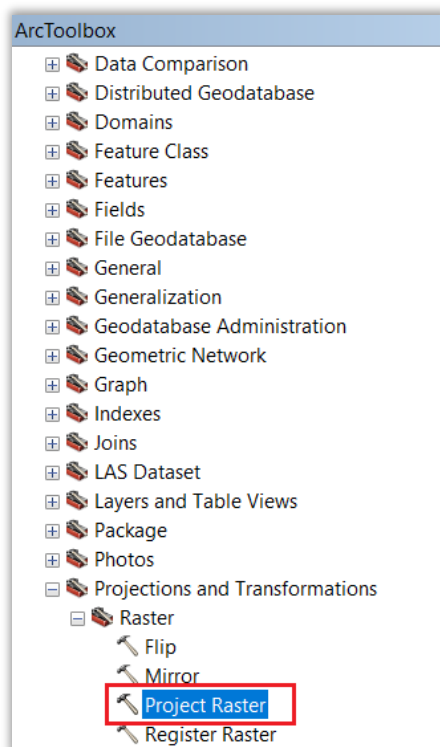 ArcToolbox
Data Comparison
Distributed Geodatabase
Domains
Feature Class
Features
Fields
File Geodatabase
General
Generalization
Geodatabase Administration
Geometric Network
Graph
Indexes
Joins
LAS Dataset
Layers and Table Views
Package
Photos
Projections and Transformations
Raster
Flip
Mirror
Project Raster
Register Raster